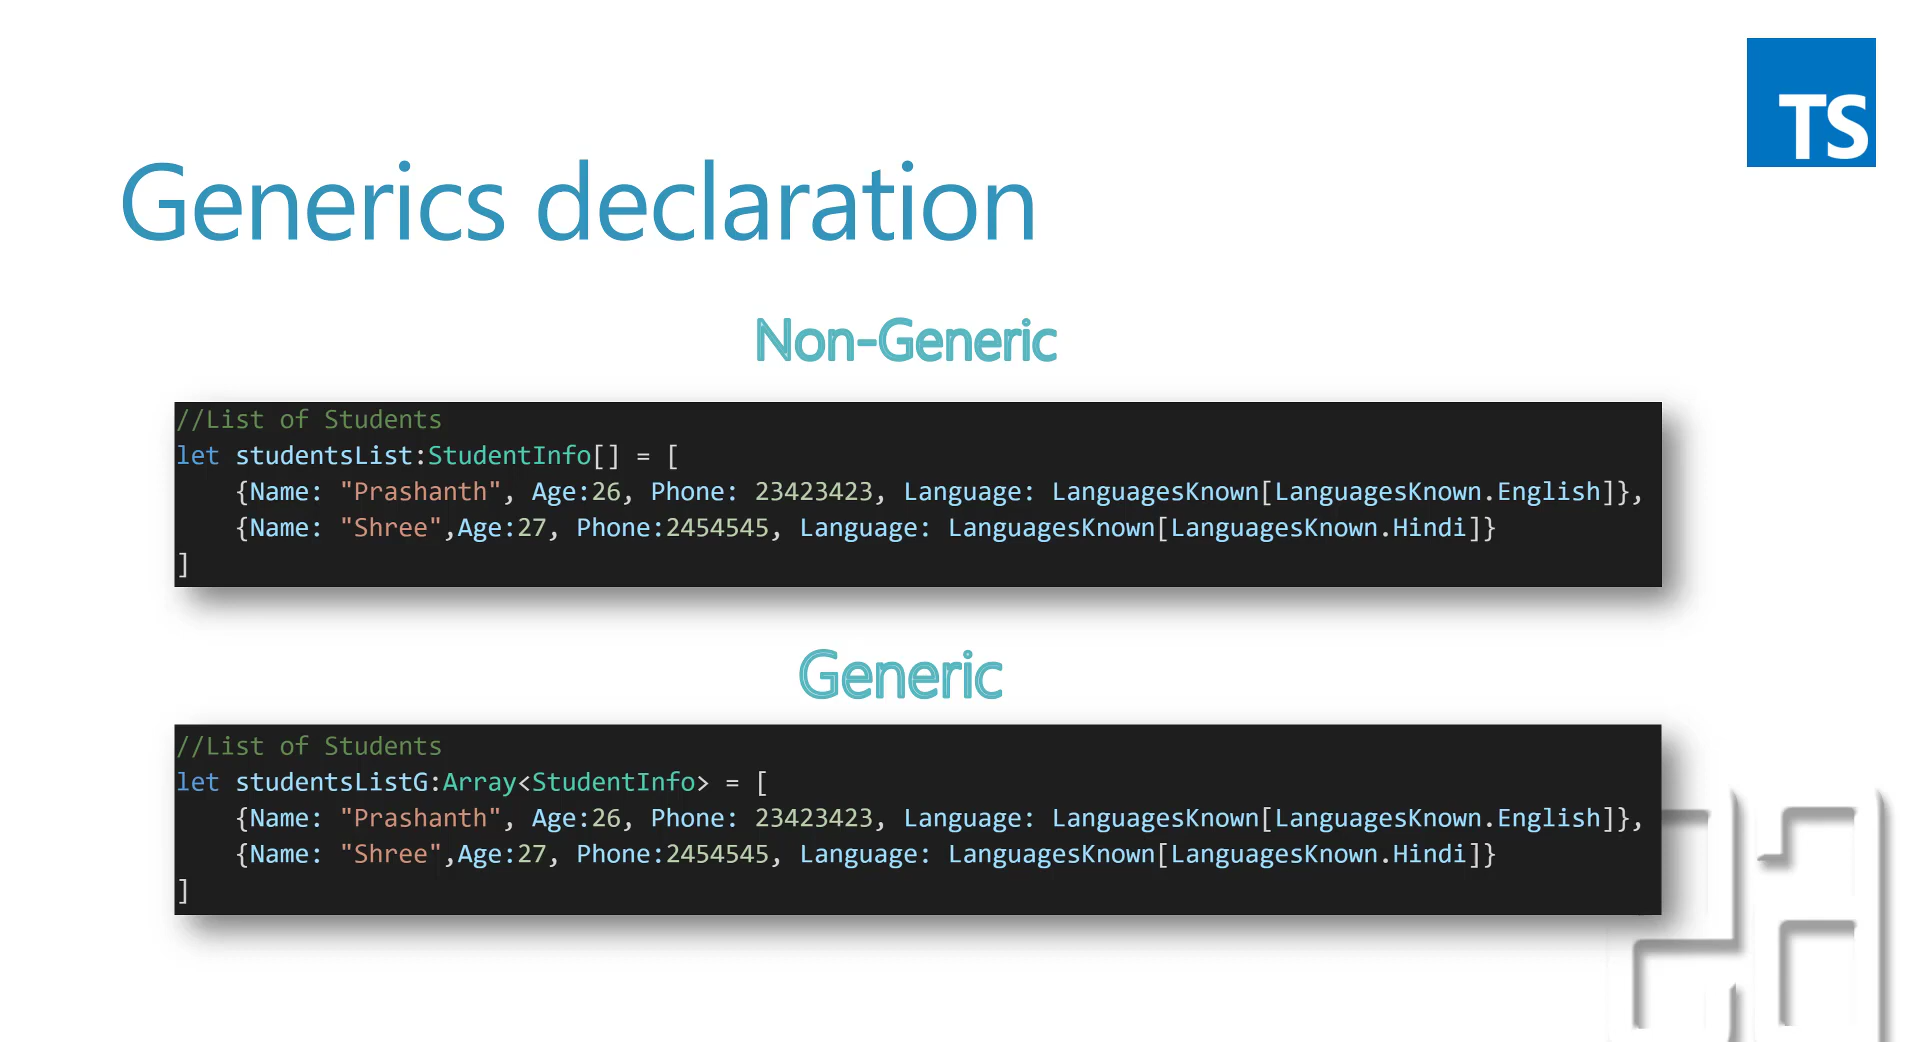 TS
Generics declaration
Non-Generic
//List of Students
let studentsList:StudentInfo[] = [
    {Name: "Prashanth", Age:26, Phone: 23423423, Language: LanguagesKnown[LanguagesKnown.English]},
    {Name: "Shree",Age:27, Phone:2454545, Language: LanguagesKnown[LanguagesKnown.Hindi]}
]
Generic
//List of Students
let studentsListG:Array<StudentInfo> = [
    {Name: "Prashanth", Age:26, Phone: 23423423, Language: LanguagesKnown[LanguagesKnown.English]},
    {Name: "Shree",Age:27, Phone:2454545, Language: LanguagesKnown[LanguagesKnown.Hindi]}
]